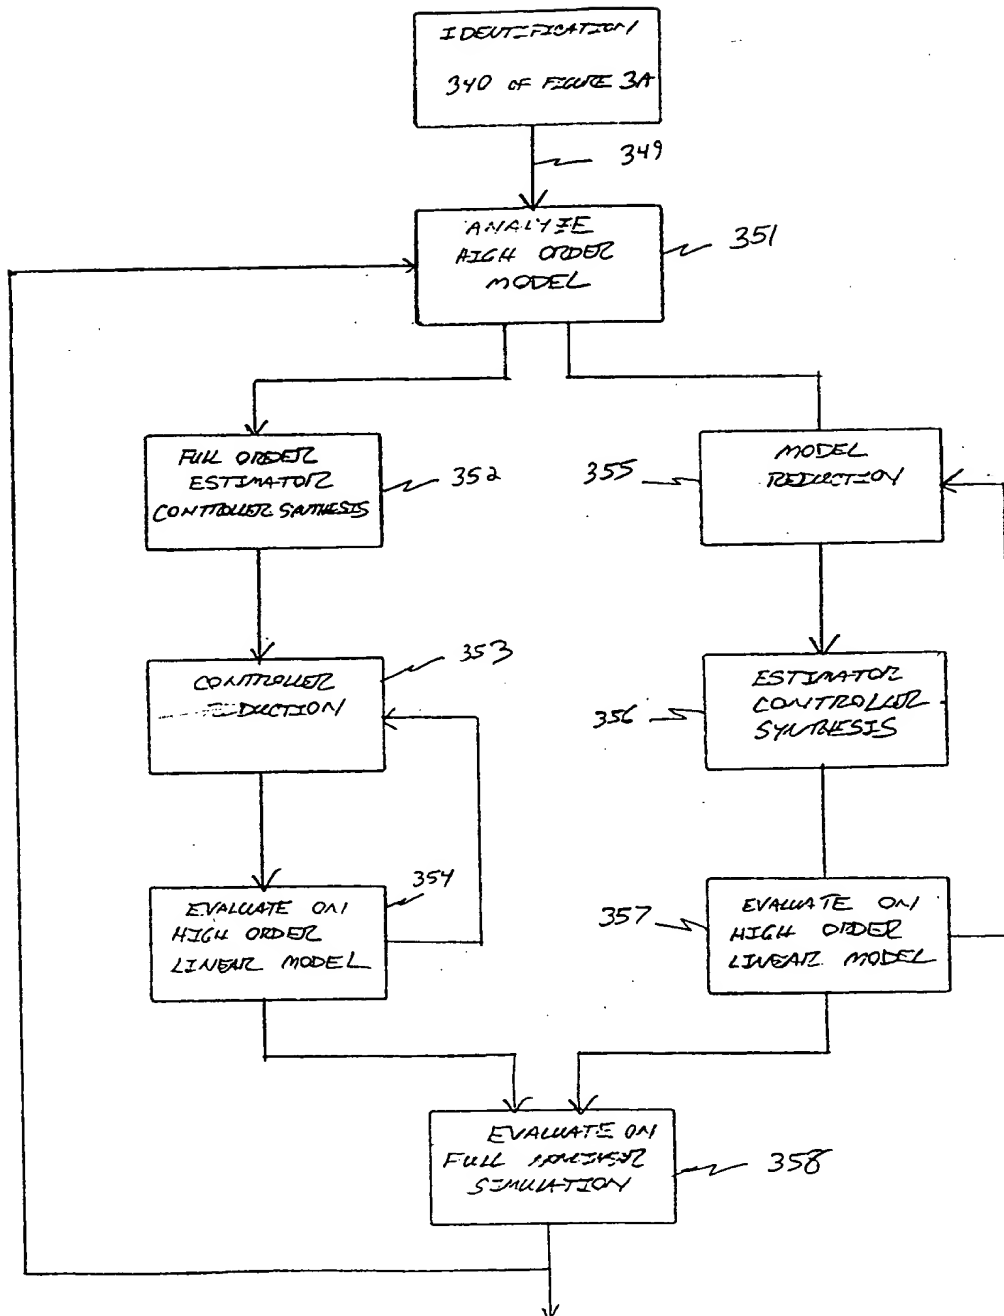 IDENTIFICATION
340 OF FIGURE 3A
349
ANALYZE
HIGH ORDER
MODEL
351
FULL ORDER
ESTIMATOR
CONTROLLER SYNTHESIS
352
355
MODEL
REDUCTION
CONTROLLER
REDUCTION
353
356
ESTIMATOR
CONTROLLER
SYNTHESIS
EVALUATE ON
HIGH ORDER
LINEAR MODEL
354
357
EVALUATE ON
HIGH ORDER
LINEAR MODEL
EVALUATE ON
FULL
SIMULATION
358